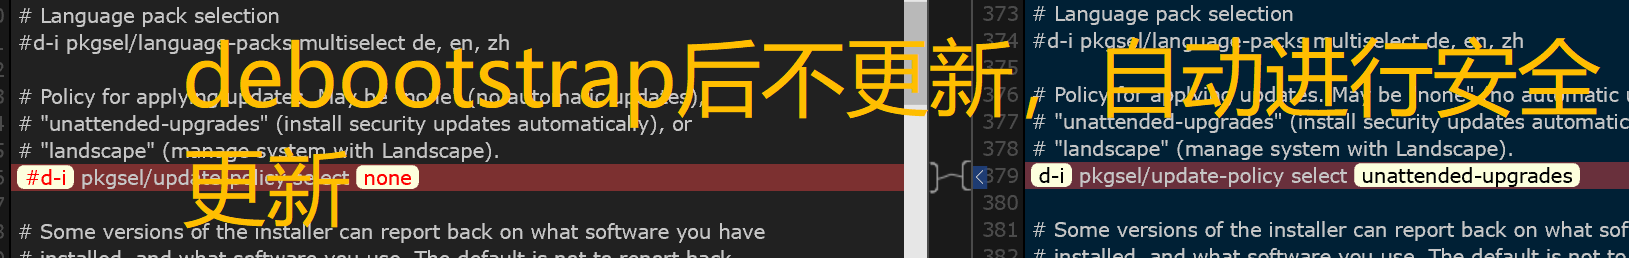 # Language pack selection
#d-i pkgsel/language-packs multiselect de, en, zh
# Policy for applying updates. May be "none" (no automatic updates),
# "unattended-upgrades" (install security updates automatically), or
# "landscape" (manage system with Landscape).
#d-i pkgsel/update-policy select none
# Some versions of the installer can report back on what software you have
# installed, and what software you use. The default is not to report back,
debootstrap后不更新，自动进行安全
更新
373 # Language pack selection
374 #d-i pkgsel/language-packs multiselect de, en, zh
375
376 # Policy for applying updates. May be "none" (no automatic u
377 # "unattended-upgrades" (install security updates automatic
378 # "landscape" (manage system with Landscape).
379 d-i pkgsel/update-policy select unattended-upgrades
380
381 # Some versions of the installer can report back on what sof
382 # installed, and what software you use. The default is not to